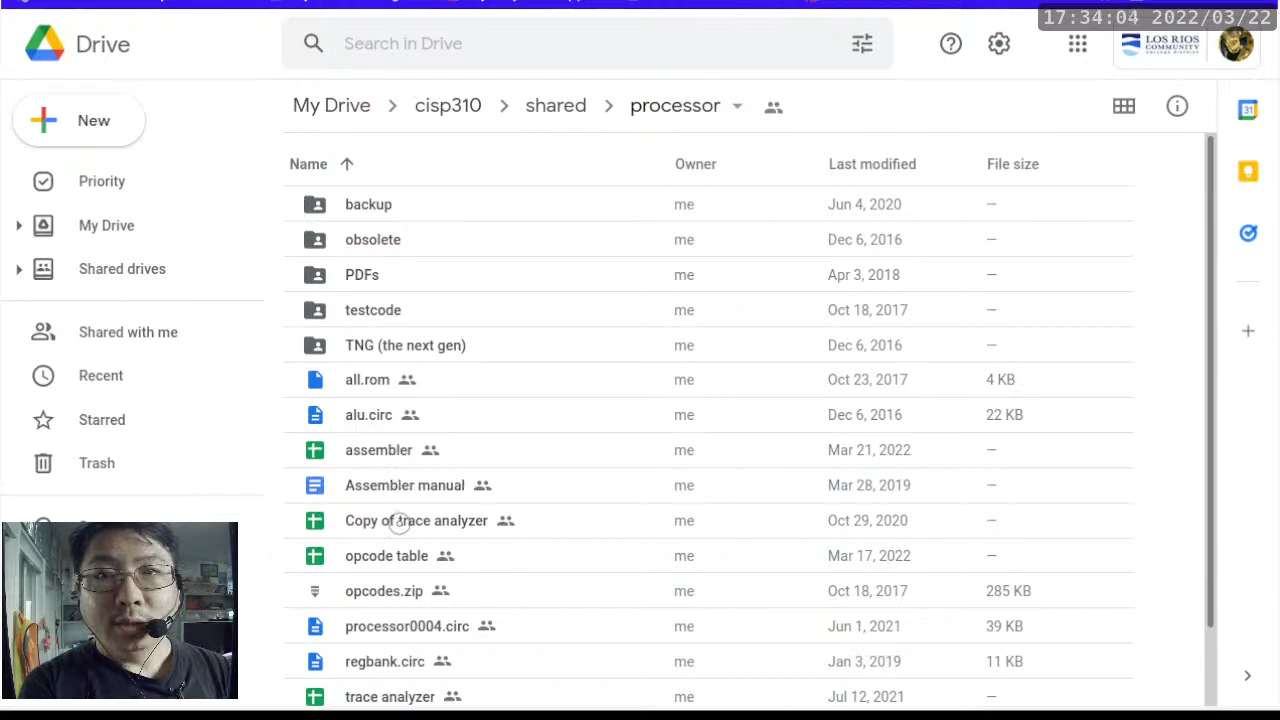 17:34:04 2022/03/22
Drive
Search in Drive
LOS RIOS
COMMUNITY
COLLEGE DISTRICT
New
My Drive
cisp310
shared
processor
31
Priority
My Drive
Shared drives
Shared with me
Recent
Starred
Trash
Name Owner Last modified File size
backup me Jun 4, 2020 —
obsolete me Dec 6, 2016 —
PDFs me Apr 3, 2018 —
testcode me Oct 18, 2017 —
TNG (the next gen) me Dec 6, 2016 —
all.rom me Oct 23, 2017 4 KB
alu.circ me Dec 6, 2016 22 KB
assembler me Mar 21, 2022 —
Assembler manual me Mar 28, 2019 —
Copy of trace analyzer me Oct 29, 2020 —
opcode table me Mar 17, 2022 —
opcodes.zip me Oct 18, 2017 285 KB
processor0004.circ me Jun 1, 2021 39 KB
regbank.circ me Jan 3, 2019 11 KB
trace analyzer me Jul 12, 2021 —